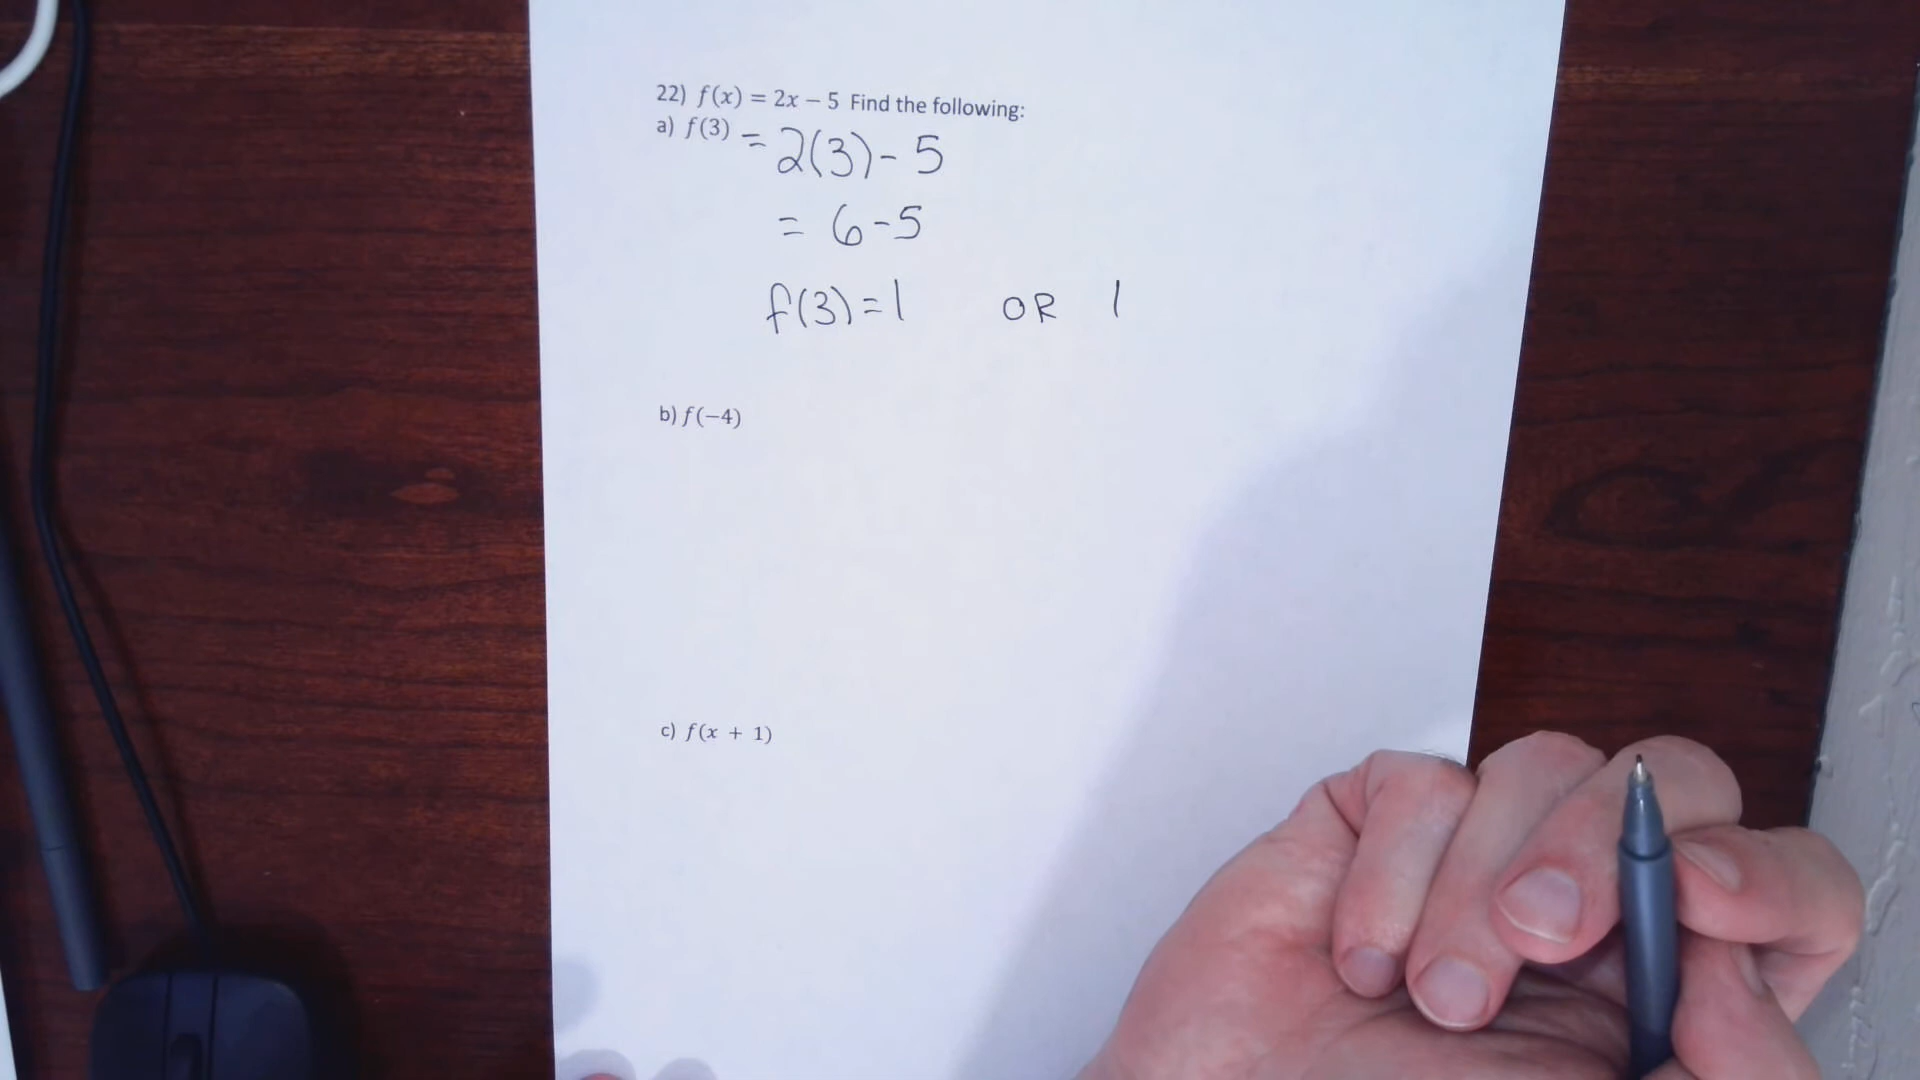 22) f(x) = 2x − 5 Find the following:
a) f(3) = 2(3) - 5
= 6 - 5
f(3) = 1 OR 1
b) f(−4)
c) f(x + 1)